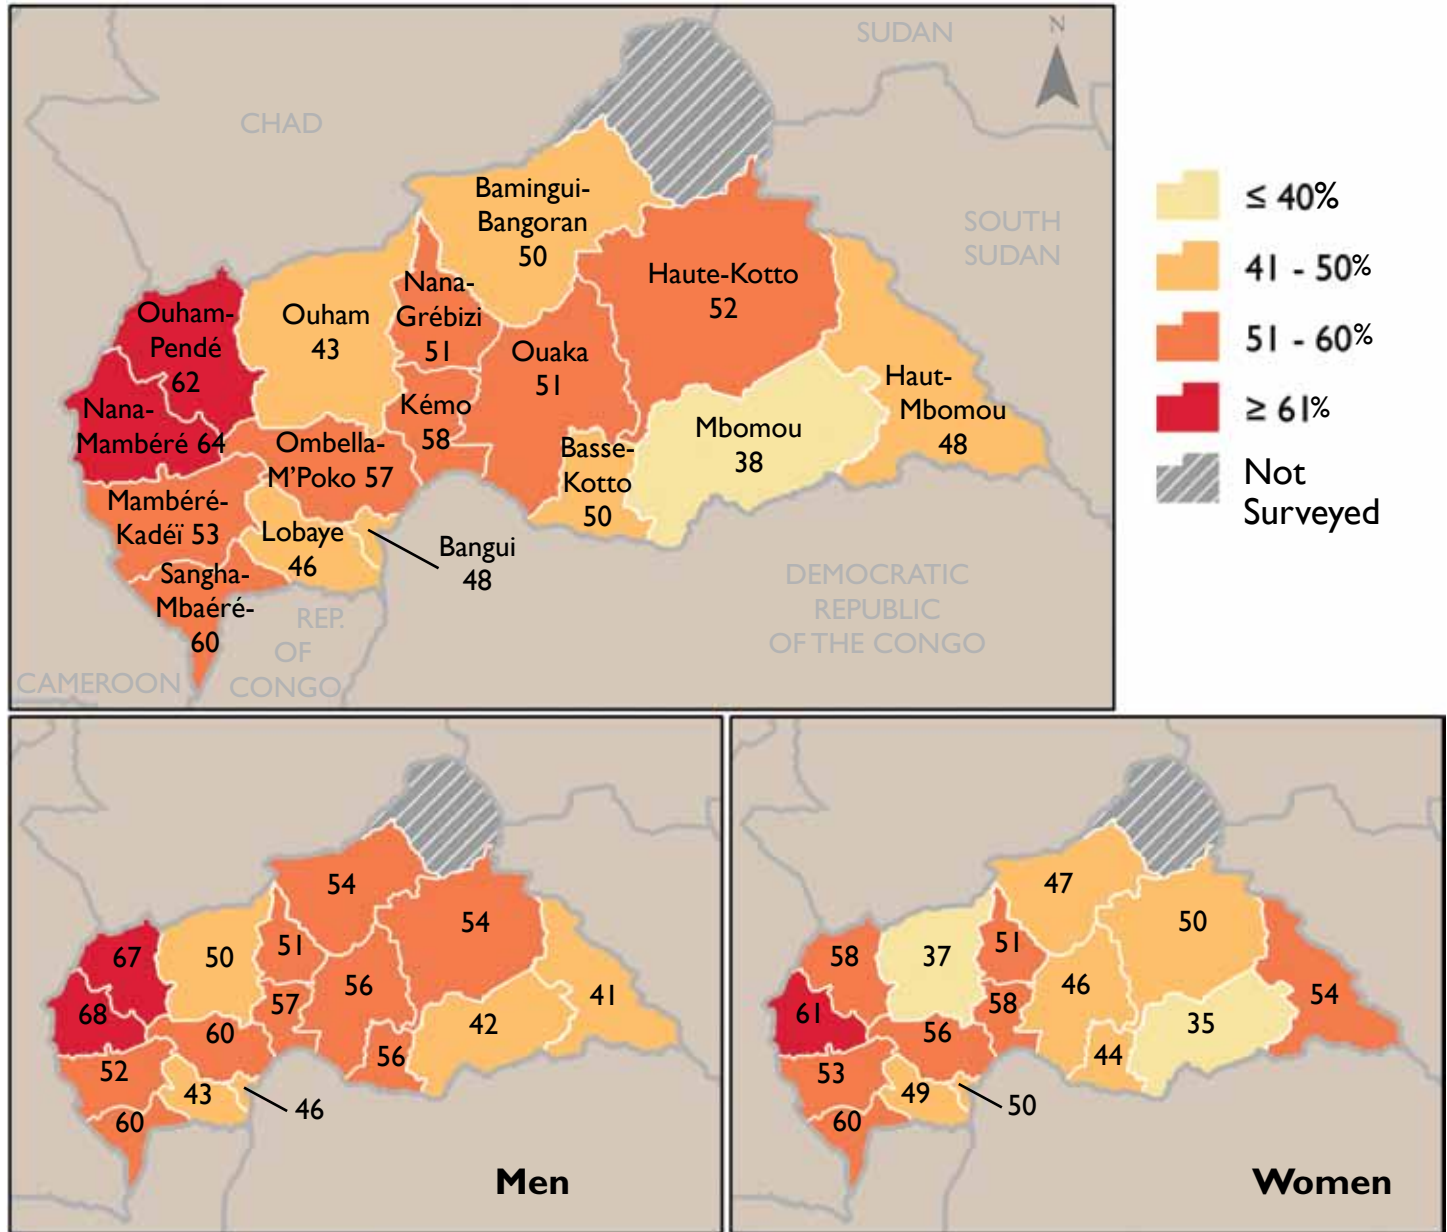 SUDAN
N
CHAD
SOUTH
SUDAN
Bamingui-
Bangoran
50
Haute-Kotto
52
Nana-
Grébizi
51
Ouham-
Pendé
62
Ouham
43
Ouaka
51
Haut-
Mbomou
48
Nana-
Mambéré 64
Kémo
58
Mbomou
38
Ombella-
M'Poko 57
Basse-
Kotto
50
Mambéré-
Kadéï 53
Lobaye
46
Bangui
48
Sangha-
Mbaéré-
60
DEMOCRATIC
REPUBLIC
OF THE CONGO
REP.
OF
CONGO
CAMEROON
≤ 40%
41 - 50%
51 - 60%
≥ 61%
Not
Surveyed
54
54
67
50
51
56
41
68
57
60
42
56
52
43
46
60
Men
47
50
58
37
51
46
54
61
58
56
35
44
53
49
50
60
Women